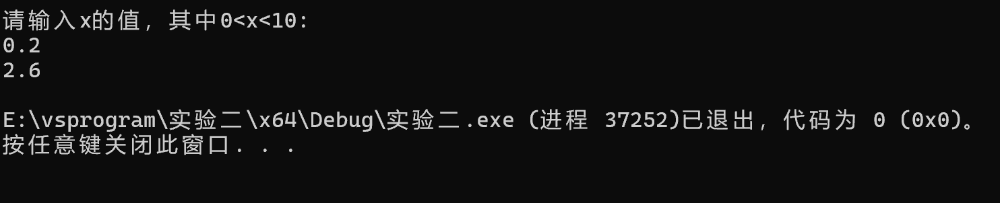 请输入x的值，其中0<x<10:
0.2
2.6
E:\vsprogram\实验二\x64\Debug\实验二.exe (进程 37252)已退出，代码为 0 (0x0)。
按任意键关闭此窗口. . .